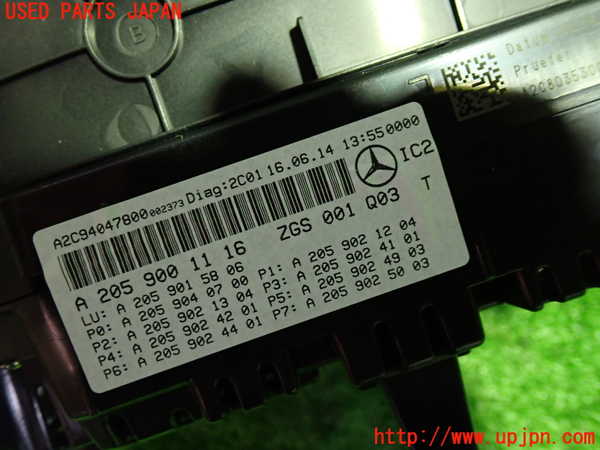 USED PARTS JAPAN
Datum
Pruefer
A2C8035300
A2C94047800 002373 Diag:2C01 16.06.14 13:55 0000
IC2
A 205 900 11 16 ZGS 001 Q03 T
LU: A 205 901 58 06
P0: A 205 904 07 00 P1: A 205 902 12 04
P2: A 205 902 13 04 P3: A 205 902 41 01
P4: A 205 902 42 01 P5: A 205 902 49 03
P6: A 205 902 44 01 P7: A 205 902 50 03
http://www.upjpn.com